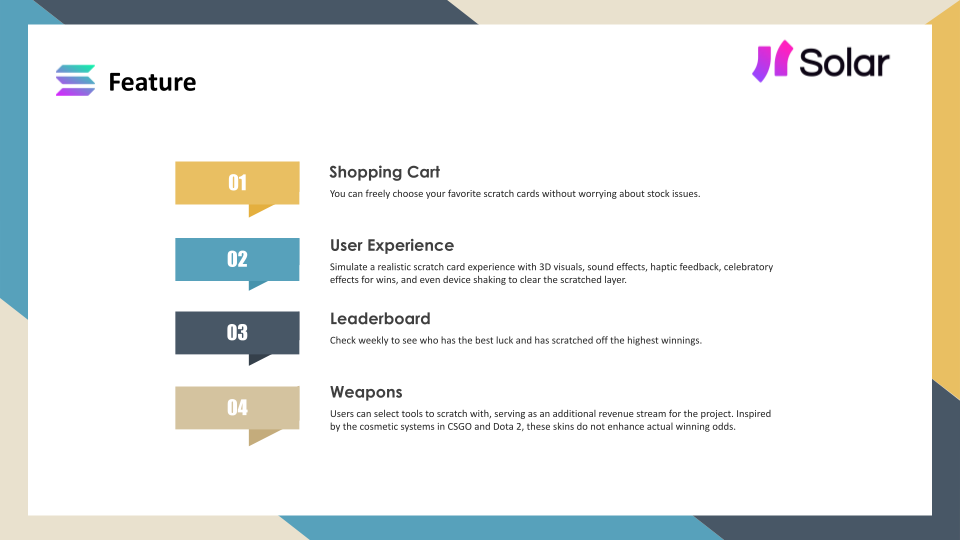 Solar
Feature
01
Shopping Cart
You can freely choose your favorite scratch cards without worrying about stock issues.
02
User Experience
Simulate a realistic scratch card experience with 3D visuals, sound effects, haptic feedback, celebratory
effects for wins, and even device shaking to clear the scratched layer.
03
Leaderboard
Check weekly to see who has the best luck and has scratched off the highest winnings.
04
Weapons
Users can select tools to scratch with, serving as an additional revenue stream for the project. Inspired
by the cosmetic systems in CSGO and Dota 2, these skins do not enhance actual winning odds.